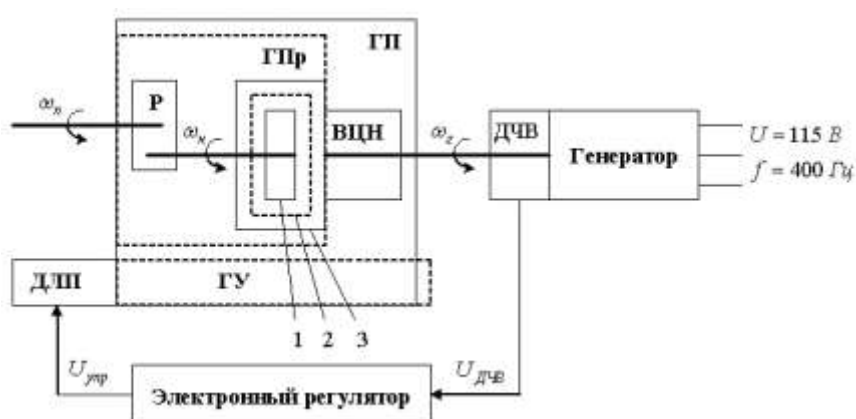 ГП
ГПр
Р
ω_п
ω_н
ВЦН
ω_г
ДЧВ
Генератор
U = 115 В
f = 400 Гц
ДЛП
ГУ
1 2 3
U_упр
U_ДЧВ
Электронный регулятор